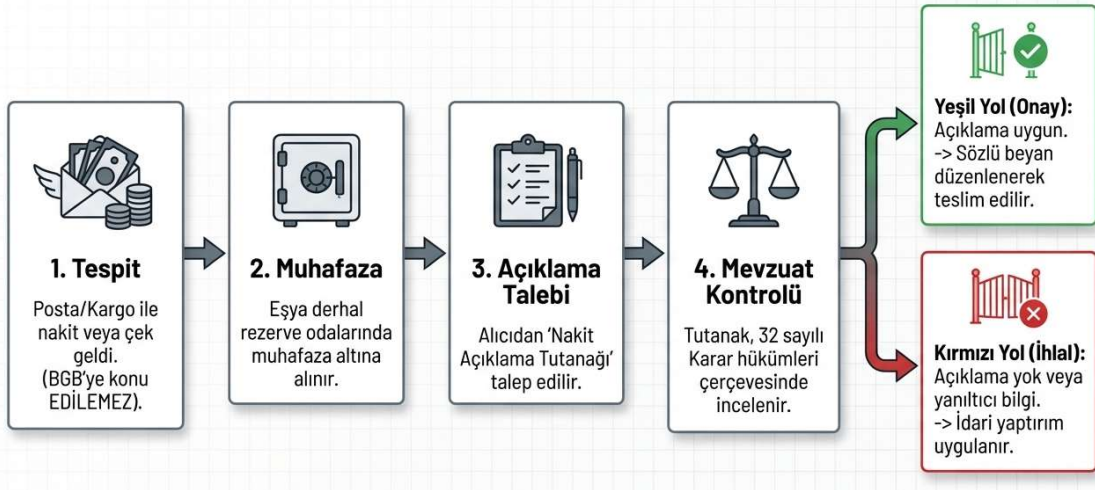 1. Tespit
Posta/Kargo ile
nakit veya çek
geldi.
(BGB'ye konu
EDİLEMEZ).
2. Muhafaza
Eşya derhal
rezerve odalarında
muhafaza altına
alınır.
3. Açıklama
Talebi
Alıcıdan ‘Nakit
Açıklama Tutanağı’
talep edilir.
4. Mevzuat
Kontrolü
Tutanak, 32 sayılı
Karar hükümleri
çerçevesinde
incelenir.
Yeşil Yol (Onay):
Açıklama uygun.
-> Sözlü beyan
düzenlenerek
teslim edilir.
Kırmızı Yol (İhlal):
Açıklama yok veya
yanıltıcı bilgi.
-> İdari yaptırım
uygulanır.